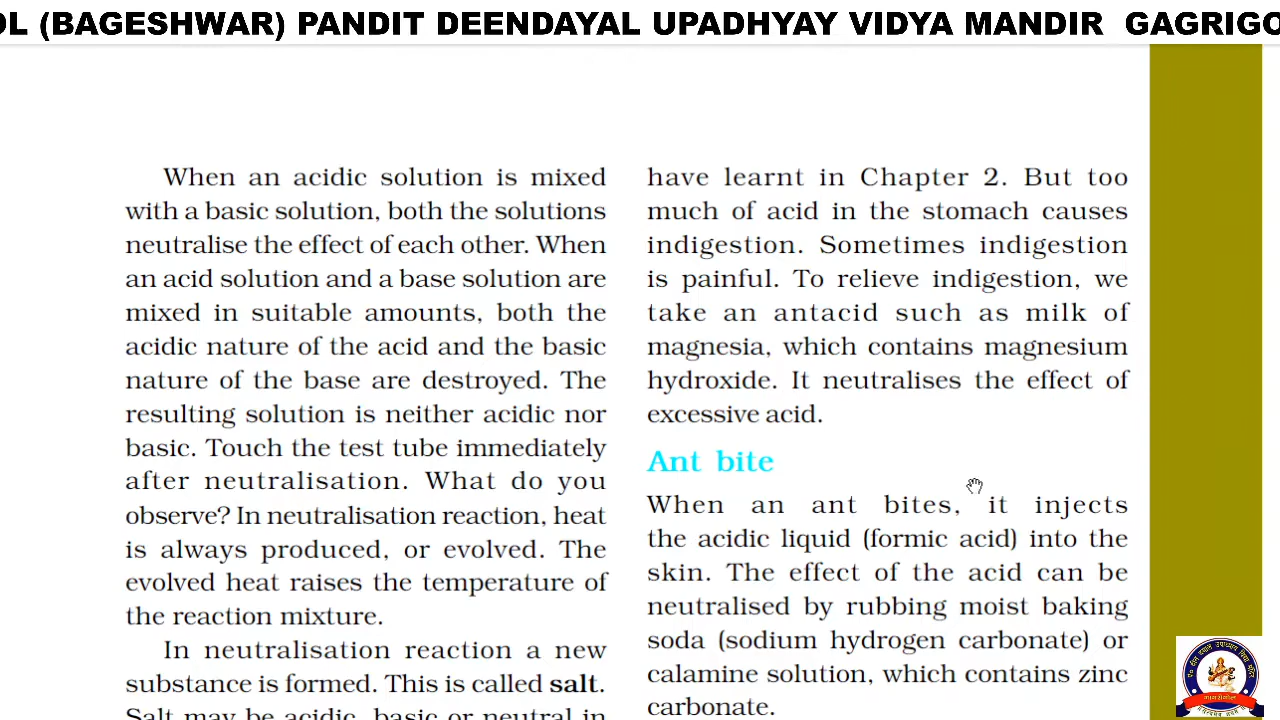 OL (BAGESHWAR) PANDIT DEENDAYAL UPADHYAY VIDYA MANDIR GAGRIGO
When an acidic solution is mixed
with a basic solution, both the solutions
neutralise the effect of each other. When
an acid solution and a base solution are
mixed in suitable amounts, both the
acidic nature of the acid and the basic
nature of the base are destroyed. The
resulting solution is neither acidic nor
basic. Touch the test tube immediately
after neutralisation. What do you
observe? In neutralisation reaction, heat
is always produced, or evolved. The
evolved heat raises the temperature of
the reaction mixture.
In neutralisation reaction a new
substance is formed. This is called salt.
Salt may be acidic, basic or neutral in
have learnt in Chapter 2. But too
much of acid in the stomach causes
indigestion. Sometimes indigestion
is painful. To relieve indigestion, we
take an antacid such as milk of
magnesia, which contains magnesium
hydroxide. It neutralises the effect of
excessive acid.
Ant bite
When an ant bites, it injects
the acidic liquid (formic acid) into the
skin. The effect of the acid can be
neutralised by rubbing moist baking
soda (sodium hydrogen carbonate) or
calamine solution, which contains zinc
carbonate.